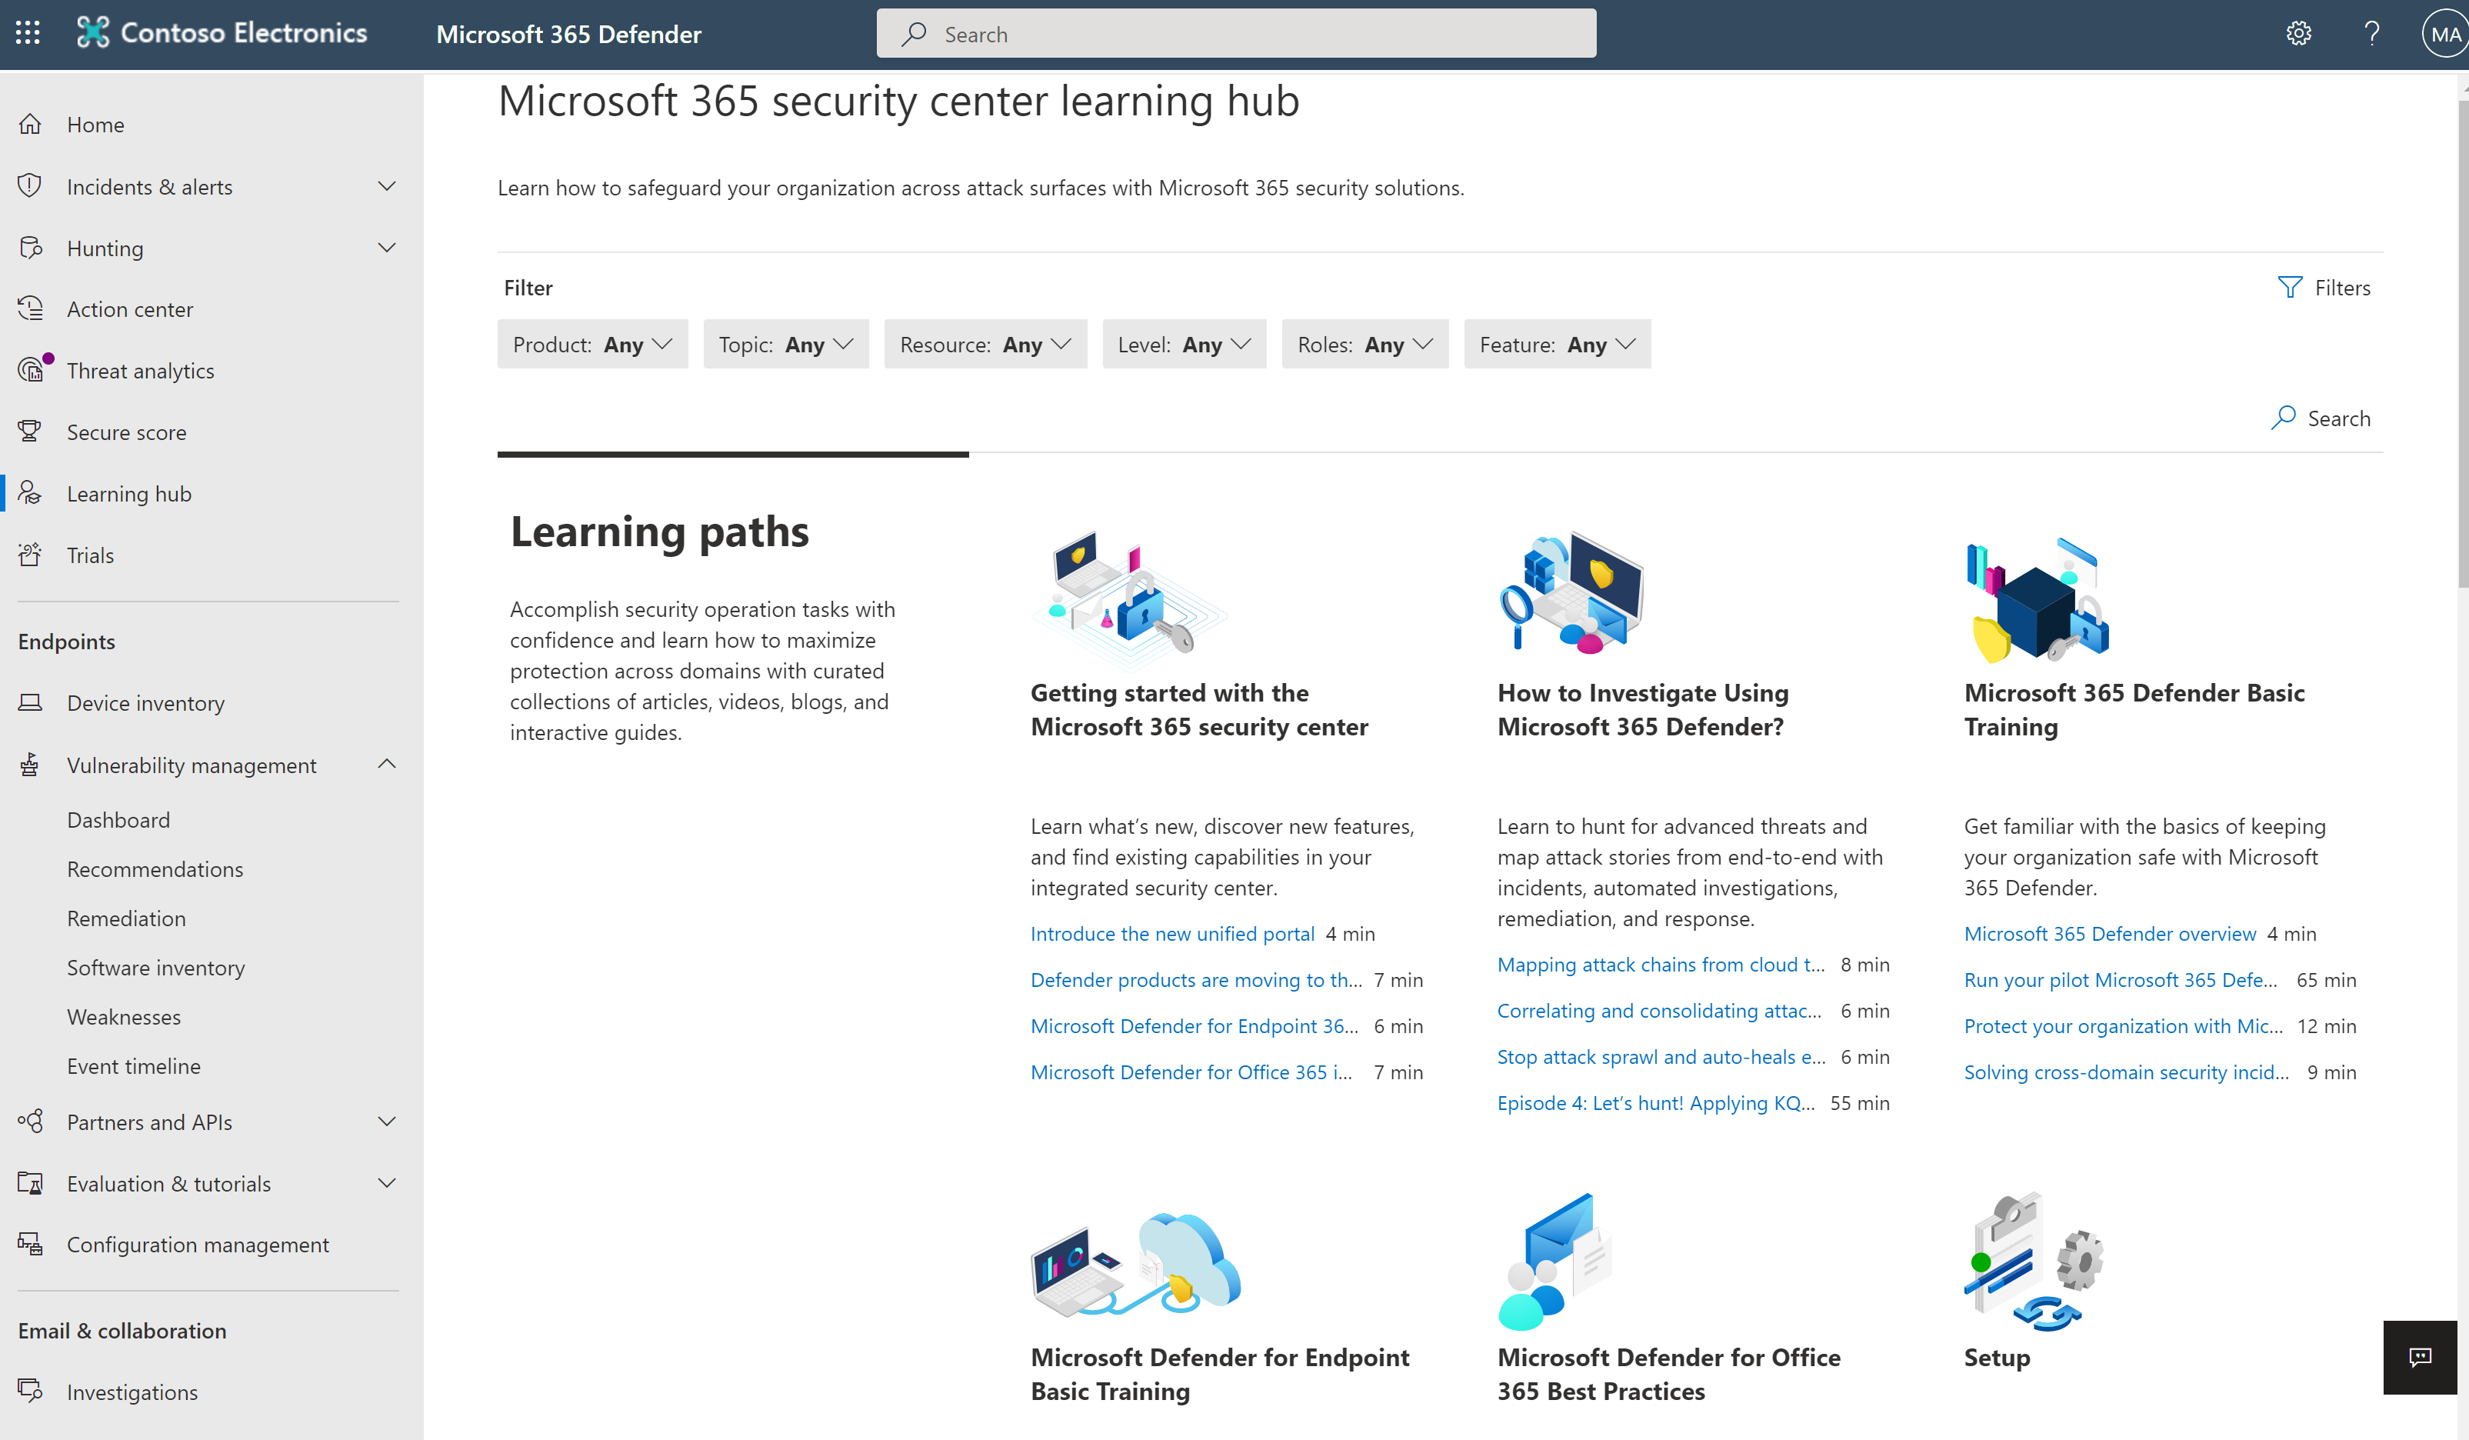 Contoso Electronics
Microsoft 365 Defender
Search
MA
Home
Incidents & alerts
Hunting
Action center
Threat analytics
Secure score
Learning hub
Trials
Endpoints
Device inventory
Vulnerability management
Dashboard
Recommendations
Remediation
Software inventory
Weaknesses
Event timeline
Partners and APIs
Evaluation & tutorials
Configuration management
Email & collaboration
Investigations
Microsoft 365 security center learning hub
Learn how to safeguard your organization across attack surfaces with Microsoft 365 security solutions.
Filter
Filters
Product: Any
Topic: Any
Resource: Any
Level: Any
Roles: Any
Feature: Any
Search
Learning paths
Accomplish security operation tasks with
confidence and learn how to maximize
protection across domains with curated
collections of articles, videos, blogs, and
interactive guides.
Getting started with the
Microsoft 365 security center
Learn what's new, discover new features,
and find existing capabilities in your
integrated security center.
Introduce the new unified portal 4 min
Defender products are moving to th... 7 min
Microsoft Defender for Endpoint 36... 6 min
Microsoft Defender for Office 365 i... 7 min
How to Investigate Using
Microsoft 365 Defender?
Learn to hunt for advanced threats and
map attack stories from end-to-end with
incidents, automated investigations,
remediation, and response.
Mapping attack chains from cloud t... 8 min
Correlating and consolidating attac... 6 min
Stop attack sprawl and auto-heals e... 6 min
Episode 4: Let's hunt! Applying KQ... 55 min
Microsoft 365 Defender Basic
Training
Get familiar with the basics of keeping
your organization safe with Microsoft
365 Defender.
Microsoft 365 Defender overview 4 min
Run your pilot Microsoft 365 Defe... 65 min
Protect your organization with Mic... 12 min
Solving cross-domain security incid... 9 min
Microsoft Defender for Endpoint
Basic Training
Microsoft Defender for Office
365 Best Practices
Setup